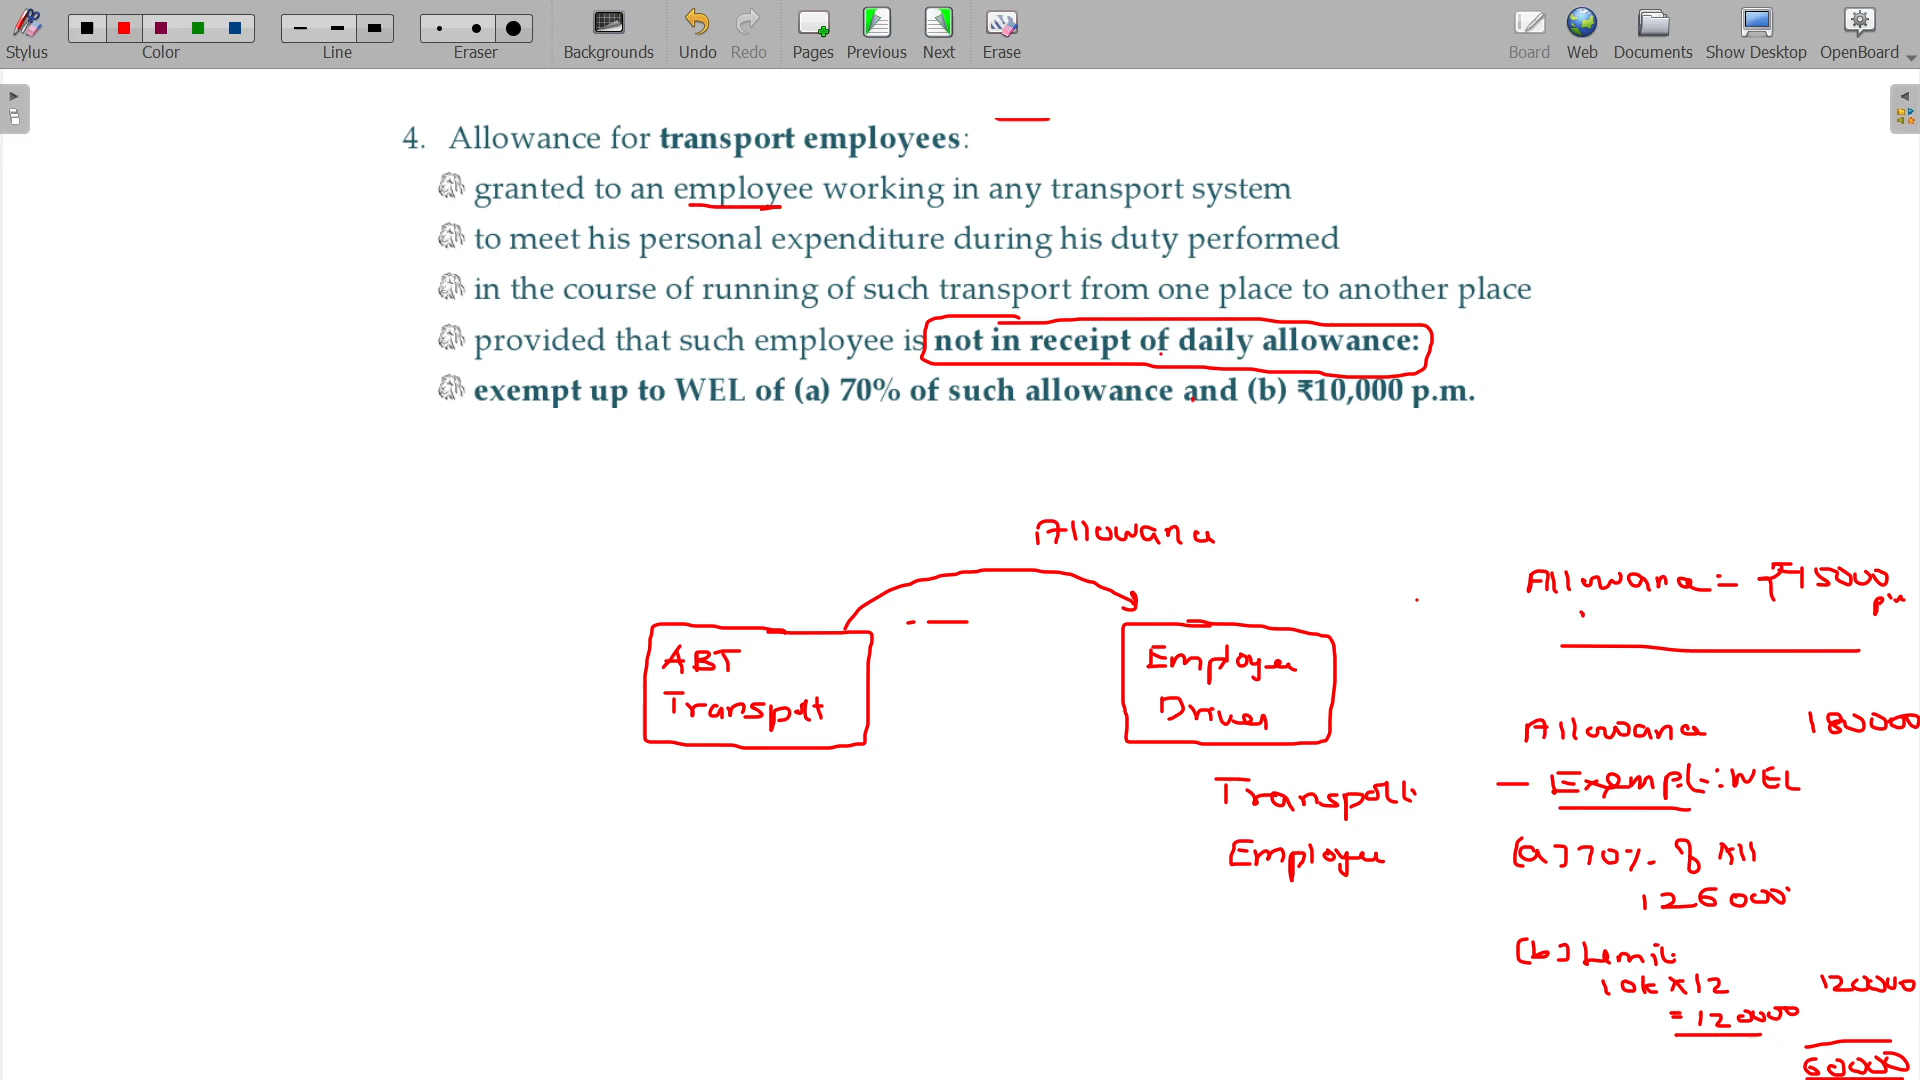 Stylus
Color
Line
Eraser
Backgrounds
Undo
Redo
Pages
Previous
Next
Erase
Board
Web
Documents
Show Desktop
OpenBoard
4. Allowance for transport employees:
granted to an employee working in any transport system
to meet his personal expenditure during his duty performed
in the course of running of such transport from one place to another place
provided that such employee is not in receipt of daily allowance:
exempt up to WEL of (a) 70% of such allowance and (b) ₹10,000 p.m.
Allowance
ABT
Transport
Employee
Driver
Transport
Employee
Allowance = ₹15000
p.m
Allowance 180000
- Exempt: WEL
(a) 70% of All
126000
(b) Limit
10k x 12 120000
= 120000
60000